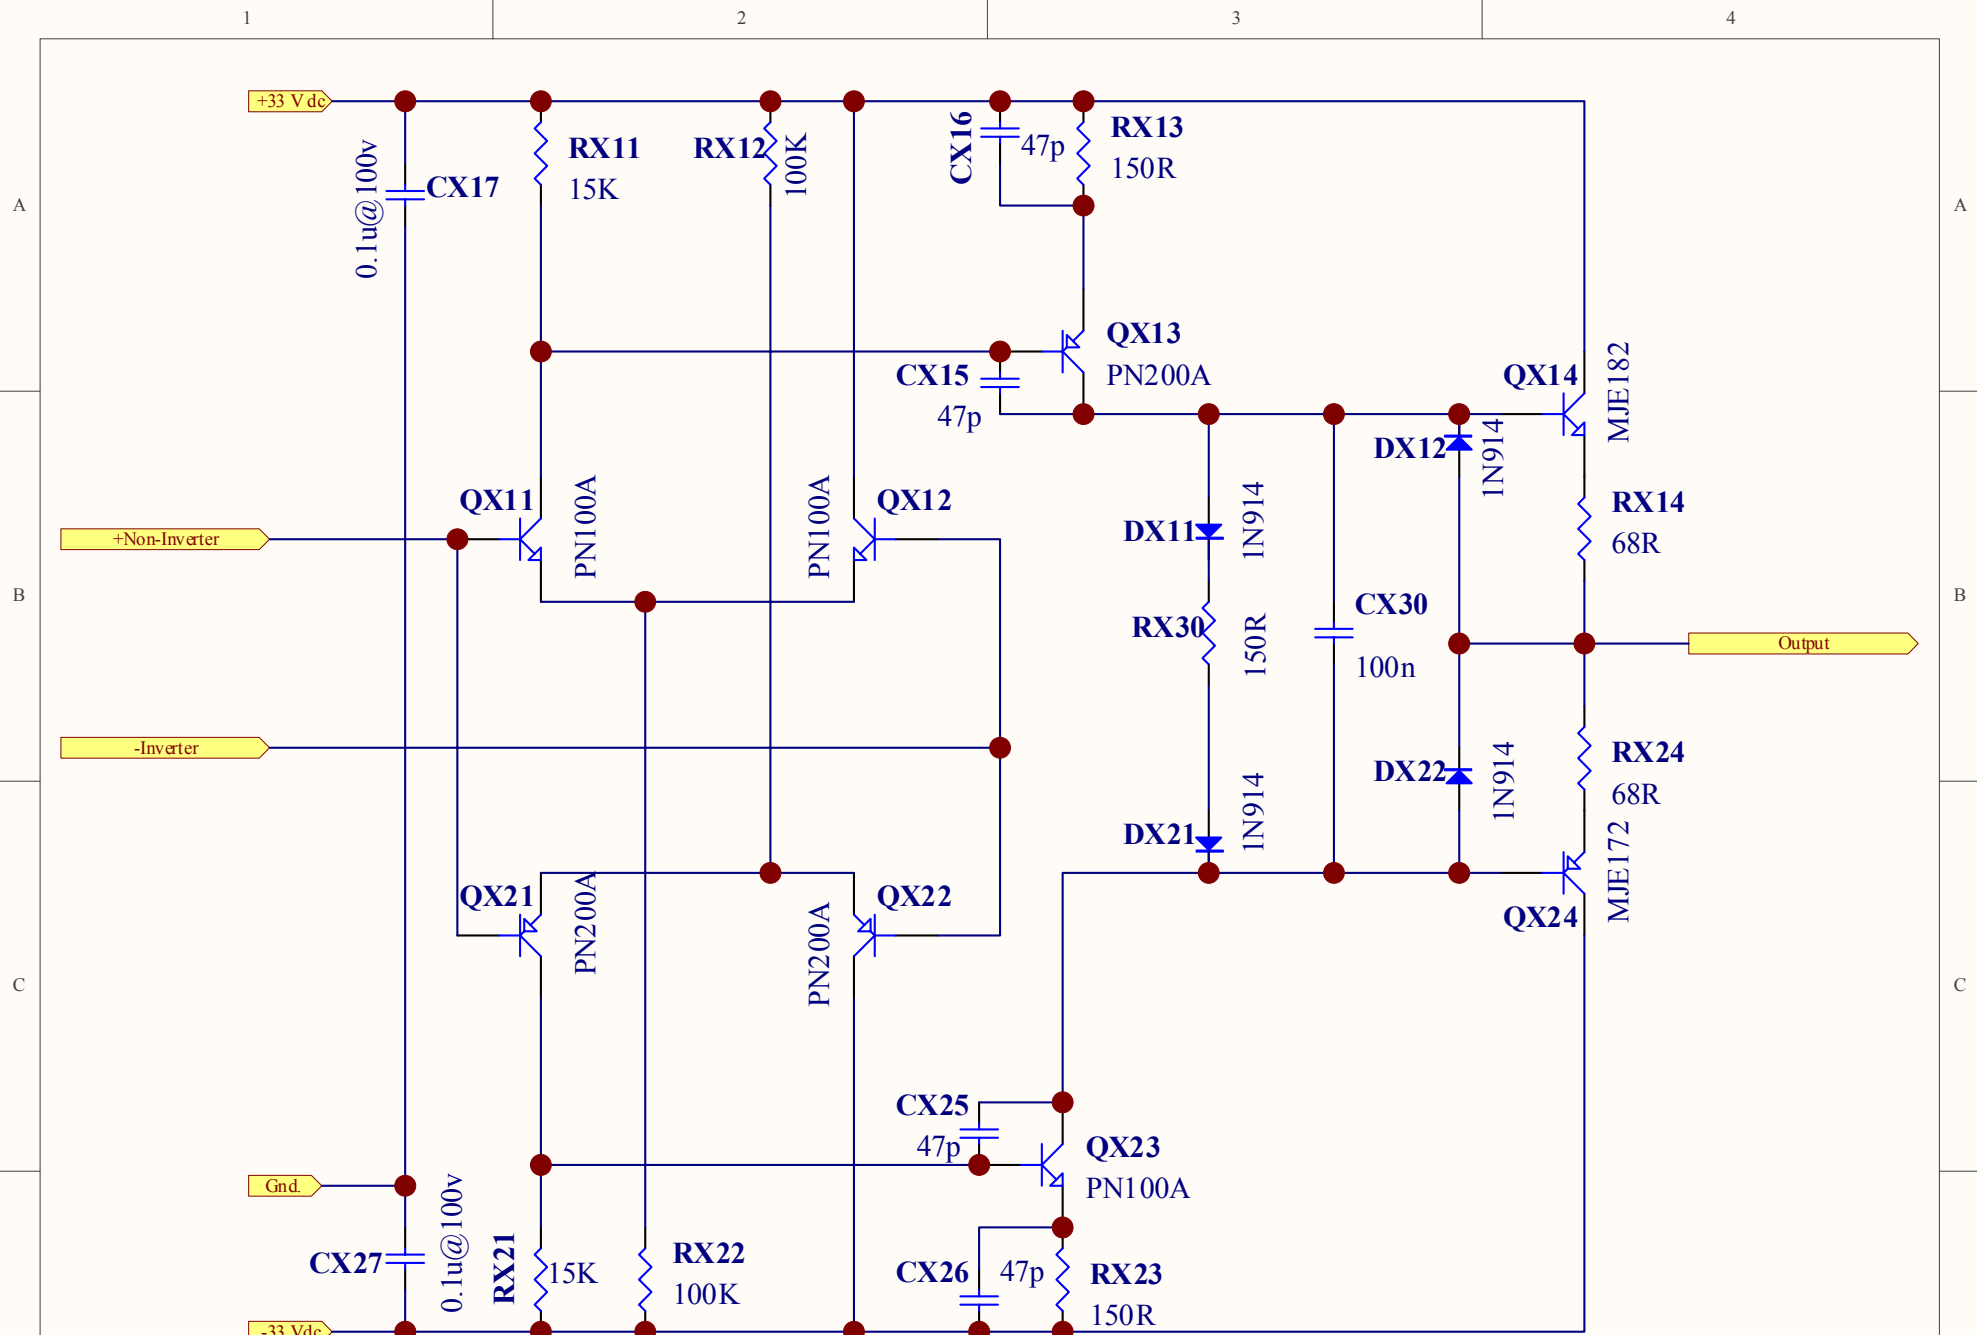 1
2
3
4
+33 Vdc
RX11
15K
RX12
100K
CX16
47p
RX13
150R
CX17
0.1u@100v
A
A
QX13
PN200A
CX15
47p
QX14
MJE182
DX12
1N914
QX11
PN100A
QX12
PN100A
DX11
1N914
RX14
68R
+Non-Inverter
B
B
RX30
150R
CX30
100n
Output
-Inverter
DX22
1N914
RX24
68R
DX21
1N914
QX21
PN200A
QX22
PN200A
QX24
MJE172
C
C
CX25
47p
QX23
PN100A
Gnd.
CX27
0.1u@100v
RX21
15K
RX22
100K
CX26
47p
RX23
150R
-33 Vdc